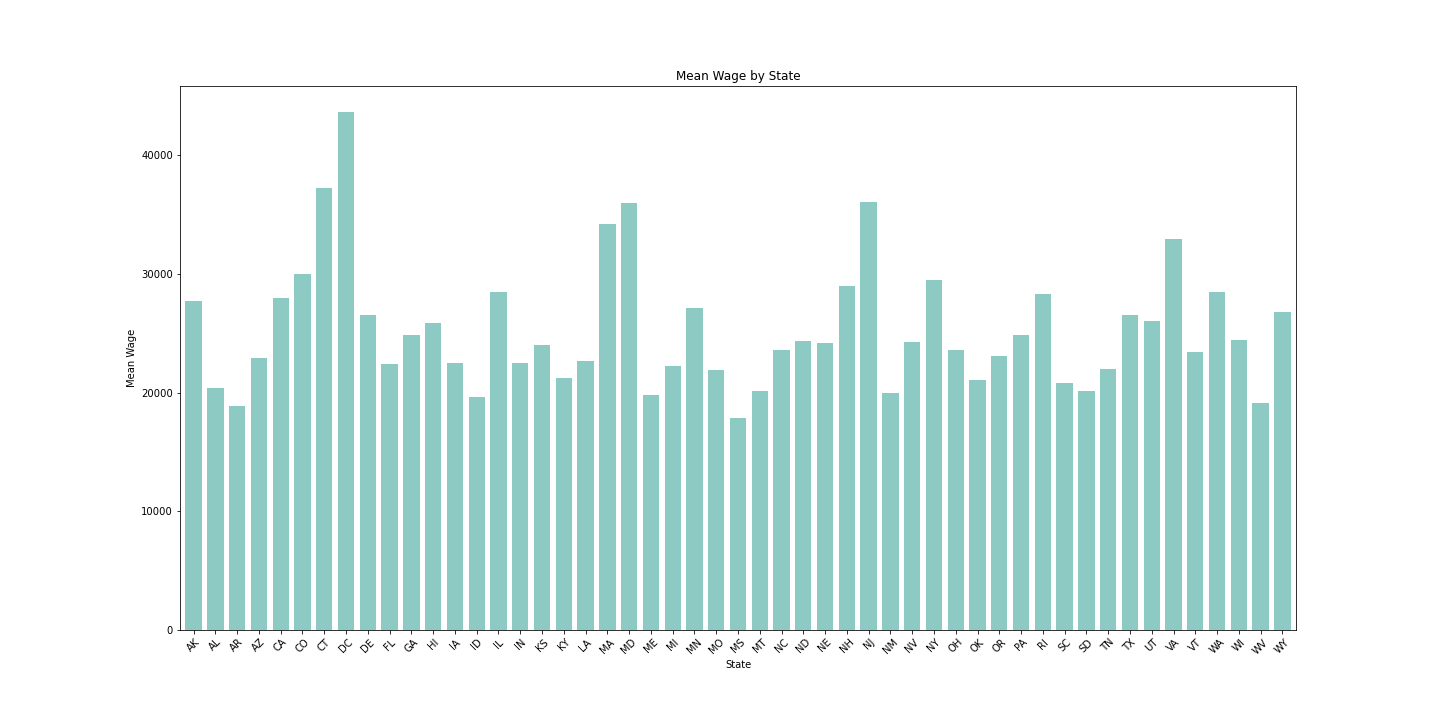 Mean Wage by State
40000
30000
20000
10000
0
Mean Wage
AK AL AR AZ CA CO CT DC DE FL GA HI IA ID IL IN KS KY LA MA MD ME MI MN MO MS MT NC ND NE NH NJ NM NV NY OH OK OR PA RI SC SD TN TX UT VA VT WA WI WV WY
State